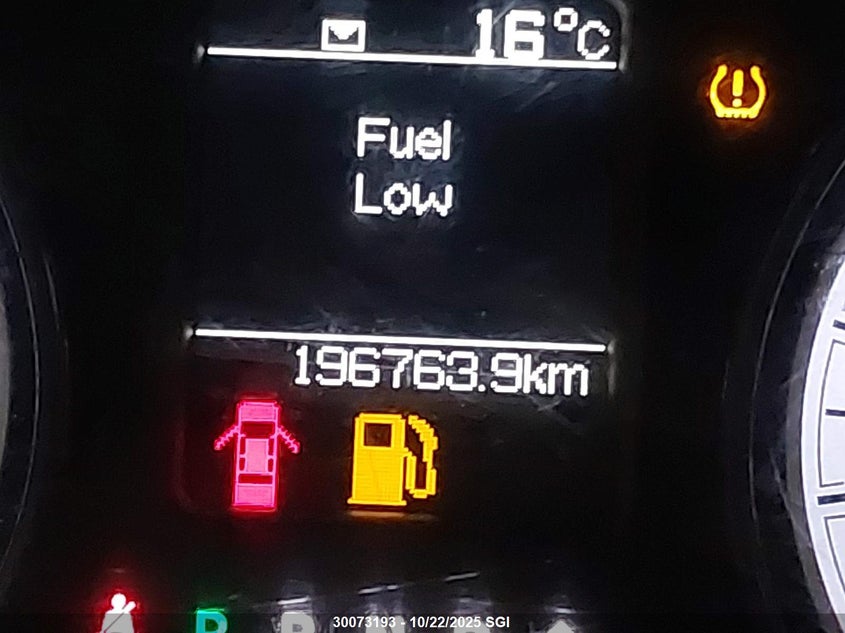 16°C
Fuel
Low
196763.9km
P R N D
30073193 - 10/22/2025 SGI